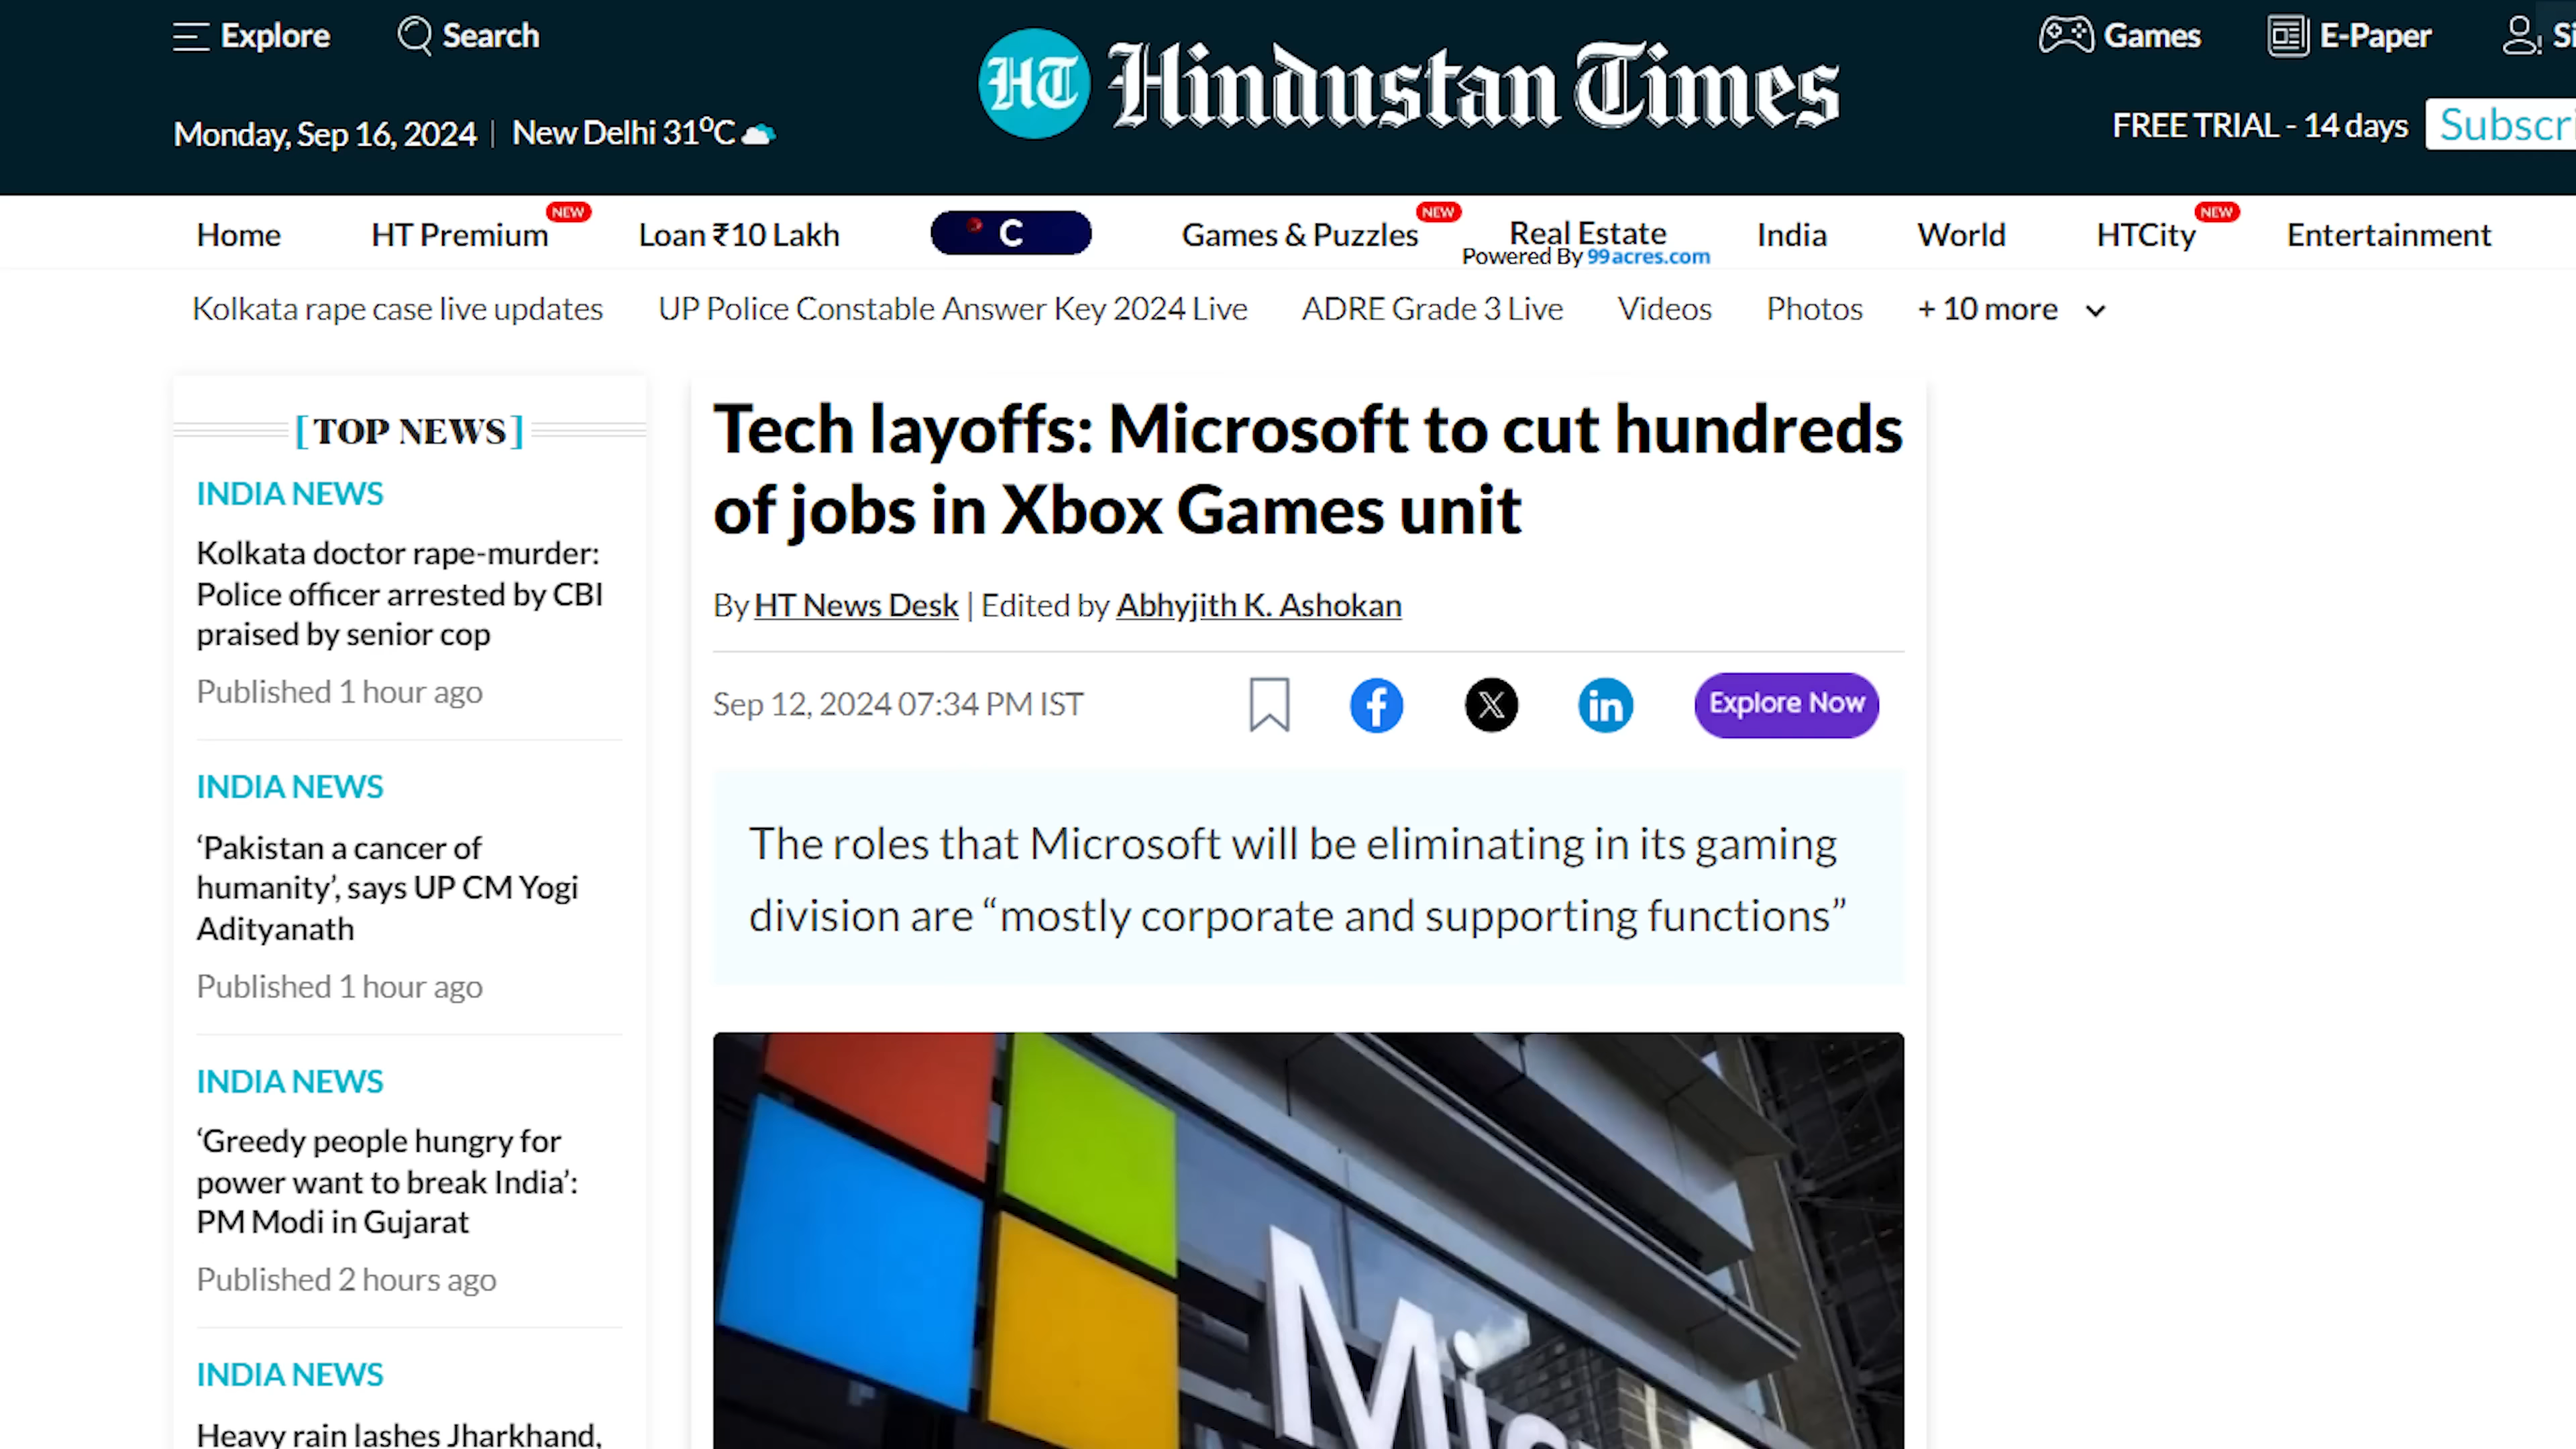 Explore
Search
HT
Hindustan Times
Games
E-Paper
Monday, Sep 16, 2024
New Delhi 31⁰C
FREE TRIAL - 14 days
Home
HT Premium
NEW
Loan ₹10 Lakh
C
Games & Puzzles
NEW
Real Estate
Powered By 99acres.com
India
World
HTCity
NEW
Entertainment
Kolkata rape case live updates
UP Police Constable Answer Key 2024 Live
ADRE Grade 3 Live
Videos
Photos
+ 10 more
[TOP NEWS]
INDIA NEWS
Kolkata doctor rape-murder:
Police officer arrested by CBI
praised by senior cop
Published 1 hour ago
INDIA NEWS
‘Pakistan a cancer of
humanity’, says UP CM Yogi
Adityanath
Published 1 hour ago
INDIA NEWS
‘Greedy people hungry for
power want to break India’:
PM Modi in Gujarat
Published 2 hours ago
INDIA NEWS
Heavy rain lashes Jharkhand,
Tech layoffs: Microsoft to cut hundreds
of jobs in Xbox Games unit
By HT News Desk | Edited by Abhyjith K. Ashokan
Sep 12, 2024 07:34 PM IST
f
X
in
Explore Now
The roles that Microsoft will be eliminating in its gaming
division are “mostly corporate and supporting functions”